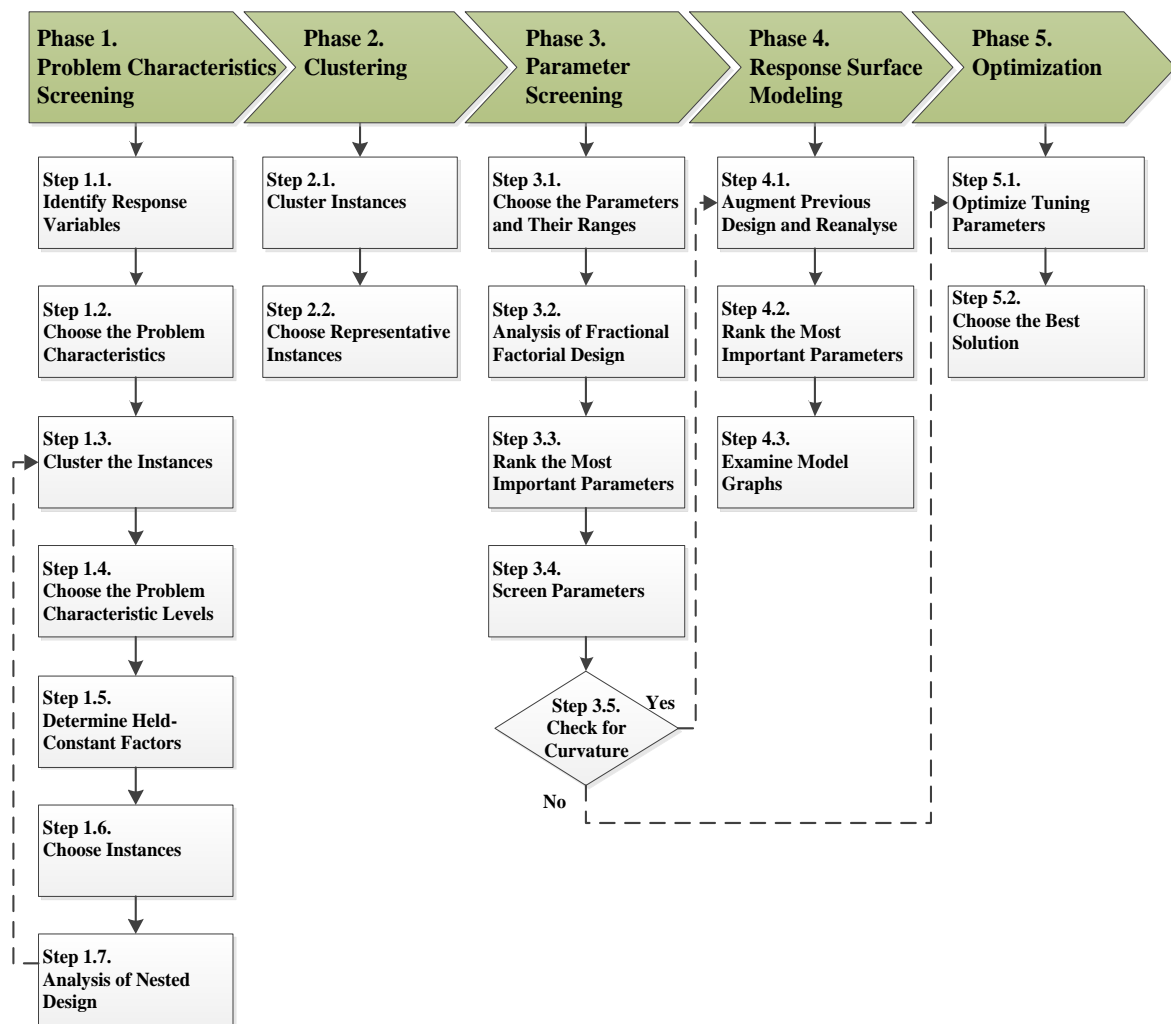 Phase 1.
Problem Characteristics
Screening
Phase 2.
Clustering
Phase 3.
Parameter
Screening
Phase 4.
Response Surface
Modeling
Phase 5.
Optimization
Step 1.1.
Identify Response
Variables
Step 1.2.
Choose the Problem
Characteristics
Step 1.3.
Cluster the Instances
Step 1.4.
Choose the Problem
Characteristic Levels
Step 1.5.
Determine Held-
Constant Factors
Step 1.6.
Choose Instances
Step 1.7.
Analysis of Nested
Design
Step 2.1.
Cluster Instances
Step 2.2.
Choose Representative
Instances
Step 3.1.
Choose the Parameters
and Their Ranges
Step 3.2.
Analysis of Fractional
Factorial Design
Step 3.3.
Rank the Most
Important Parameters
Step 3.4.
Screen Parameters
Step 3.5.
Check for
Curvature
Yes
No
Step 4.1.
Augment Previous
Design and Reanalyse
Step 4.2.
Rank the Most
Important Parameters
Step 4.3.
Examine Model
Graphs
Step 5.1.
Optimize Tuning
Parameters
Step 5.2.
Choose the Best
Solution